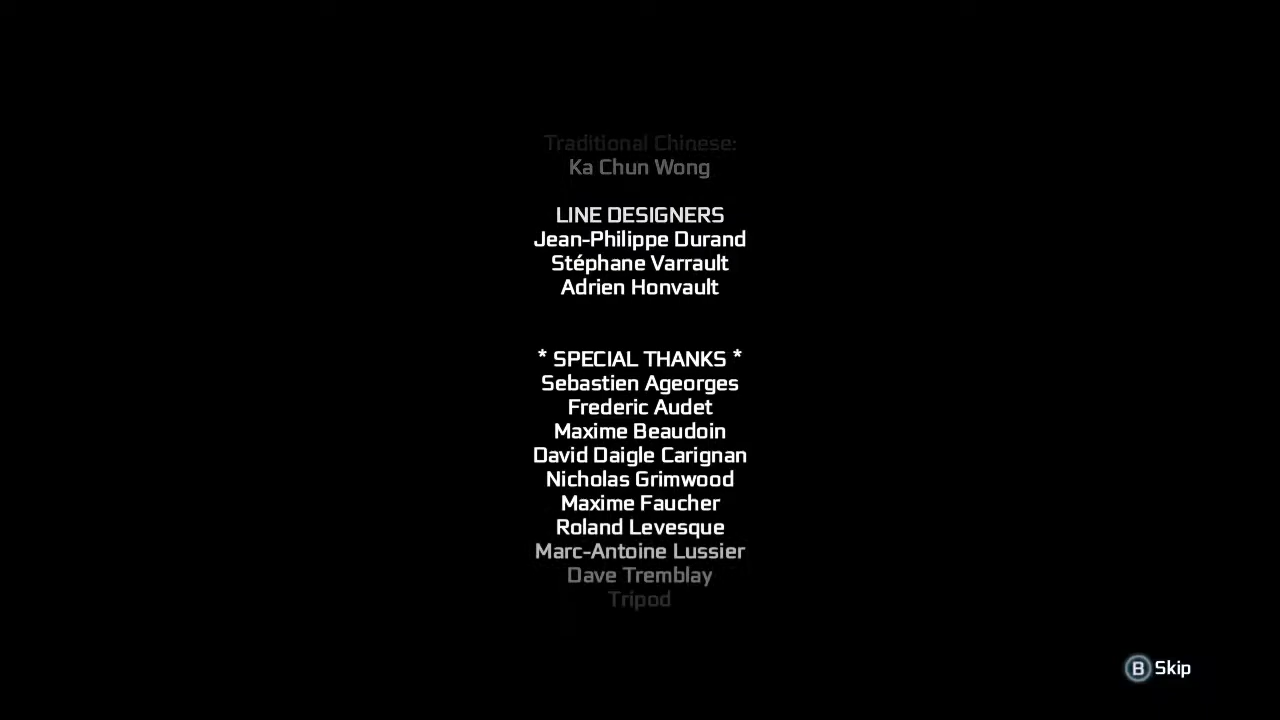 Traditional Chinese:
Ka Chun Wong
LINE DESIGNERS
Jean-Philippe Durand
Stéphane Varrault
Adrien Honvault
* SPECIAL THANKS *
Sebastien Ageorges
Frederic Audet
Maxime Beaudoin
David Daigle Carignan
Nicholas Grimwood
Maxime Faucher
Roland Levesque
Marc-Antoine Lussier
Dave Tremblay
Tripod
B Skip